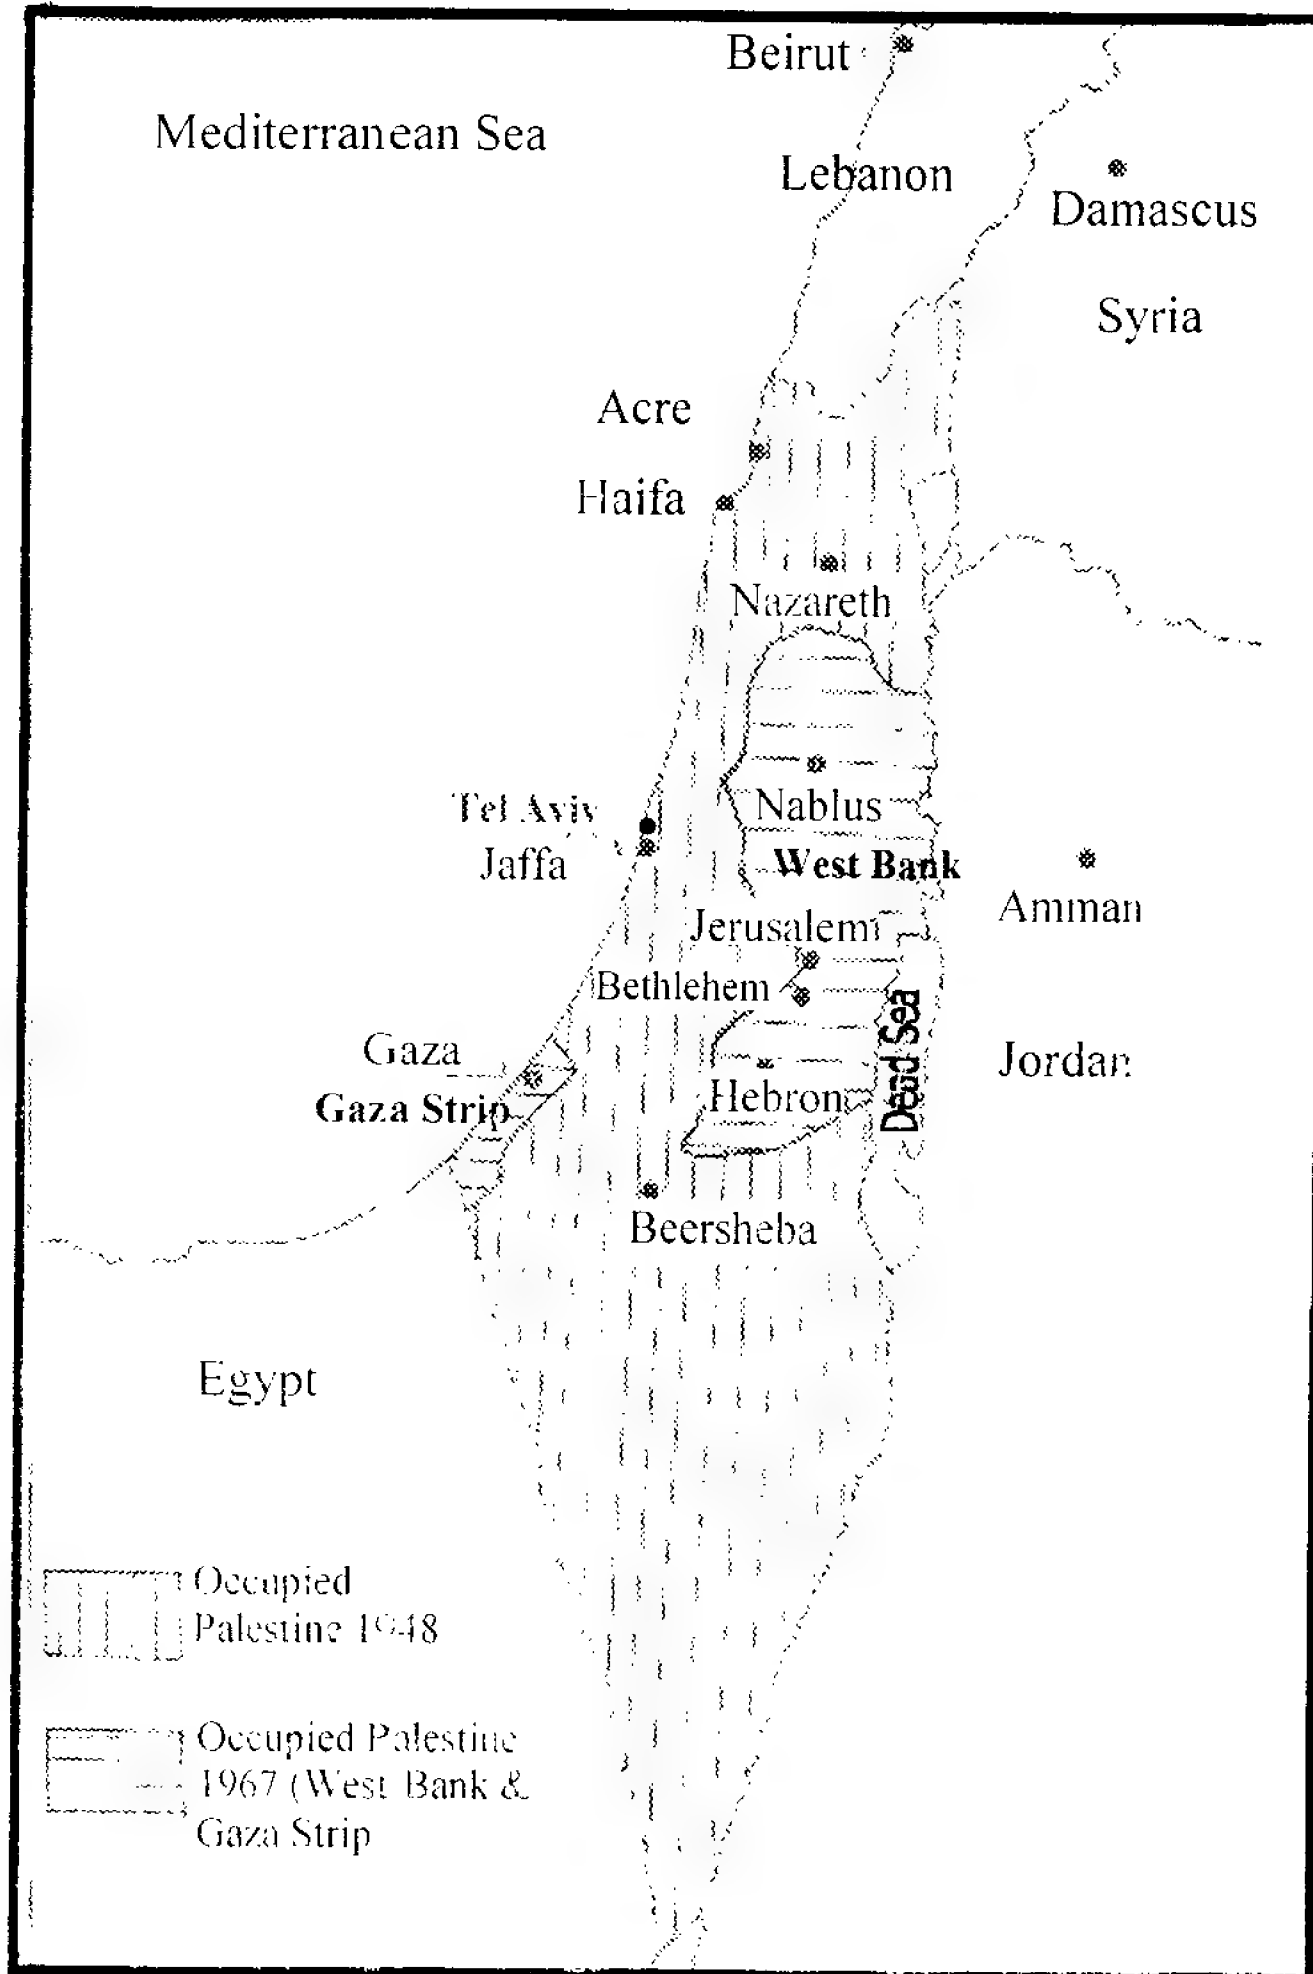 Beirut
Mediterranean Sea
Lebanon
Damascus
Syria
Acre
Haifa
Nazareth
Tel Aviv
Nablus
Jaffa
West Bank
Amman
Jerusalem
Bethlehem
Dead Sea
Gaza
Jordan
Hebron
Gaza Strip
Beersheba
Egypt
Occupied
Palestine 1948
Occupied Palestine
1967 (West Bank &
Gaza Strip